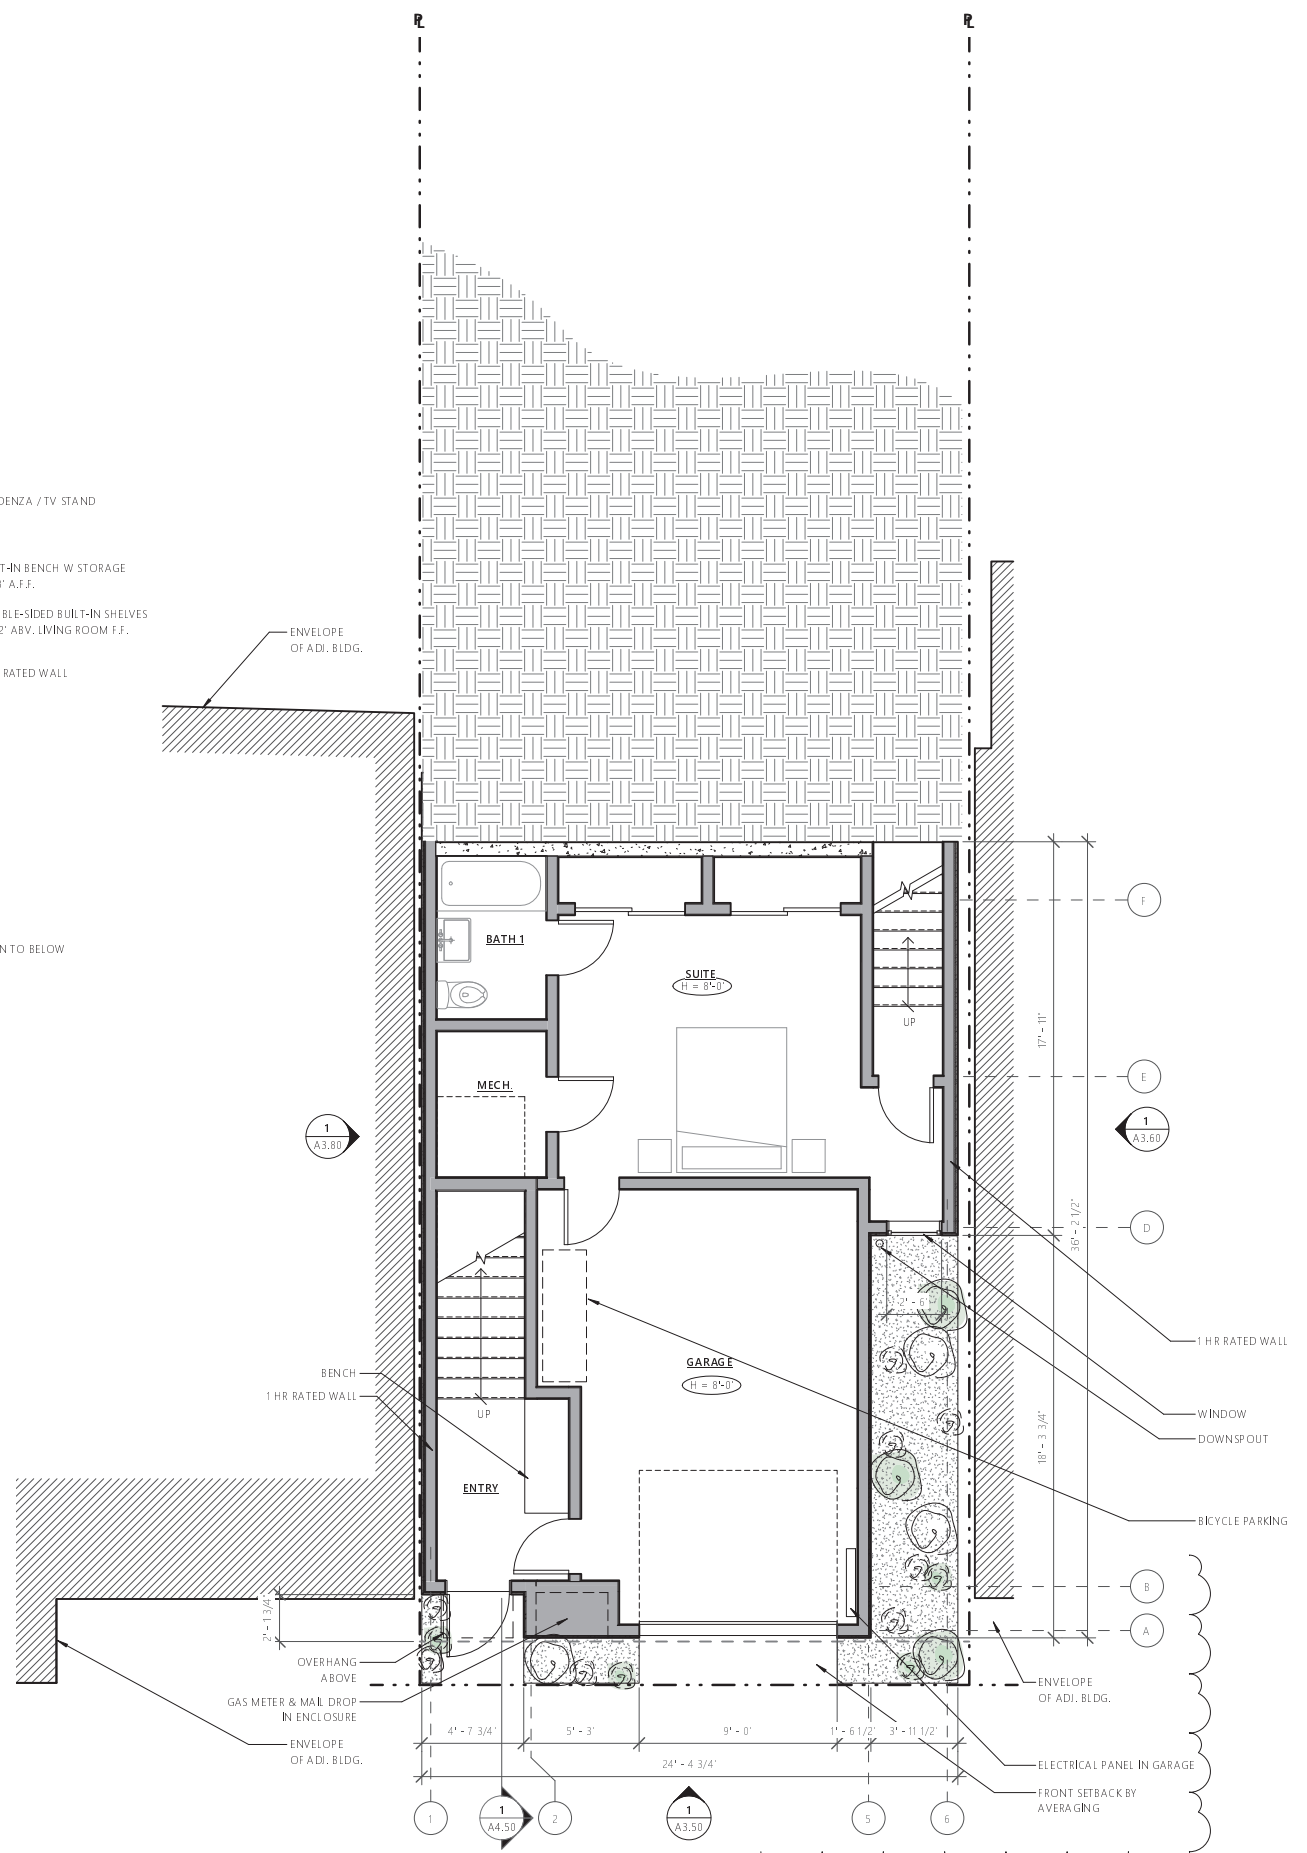 PL
PL
DENZA / TV STAND
T-IN BENCH W STORAGE
' A.F.F.
BLE-SIDED BUILT-IN SHELVES
2' ABV. LIVING ROOM F.F.
RATED WALL
ENVELOPE
OF ADJ. BLDG.
N TO BELOW
BATH 1
SUITE
H = 8'-0"
UP
MECH.
F
17' - 11"
E
1
A3.80
1
A3.60
36' - 2 1/2"
D
2' - 6"
GARAGE
H = 8'-0"
BENCH
1 HR RATED WALL
UP
ENTRY
1 HR RATED WALL
WINDOW
DOWNSPOUT
18' - 3 3/4"
BICYCLE PARKING
B
A
2' - 1 3/4"
OVERHANG
ABOVE
GAS METER & MAIL DROP
IN ENCLOSURE
ENVELOPE
OF ADJ. BLDG.
ENVELOPE
OF ADJ. BLDG.
4' - 7 3/4"
5' - 3"
9' - 0"
1' - 6 1/2"
3' - 11 1/2"
24' - 4 3/4"
ELECTRICAL PANEL IN GARAGE
FRONT SETBACK BY
AVERAGING
1
1
A4.50
2
1
A3.50
5
6